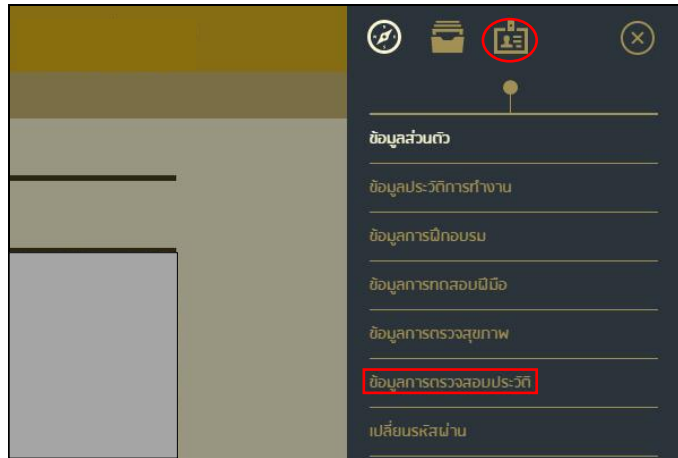 ข้อมูลส่วนตัว
ข้อมูลประวัติการทำงาน
ข้อมูลการฝึกอบรม
ข้อมูลการทดสอบฝีมือ
ข้อมูลการตรวจสุขภาพ
ข้อมูลการตรวจสอบประวัติ
เปลี่ยนรหัสผ่าน